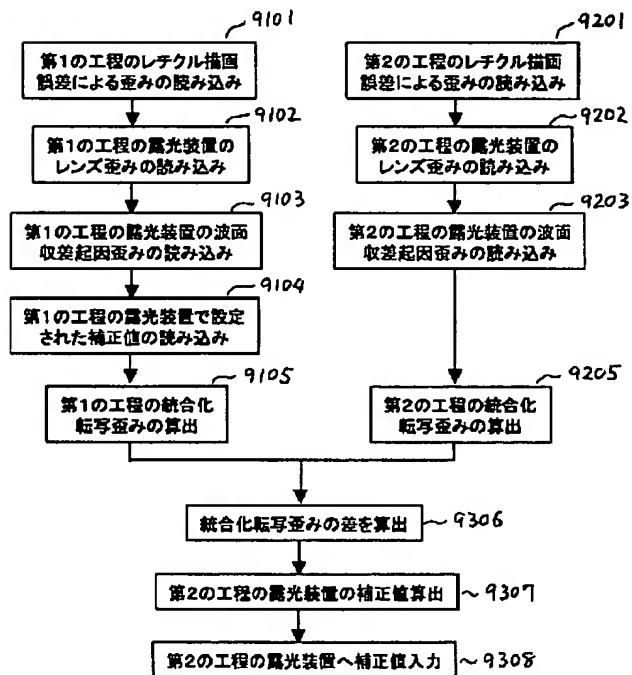 9101
第1の工程のレチクル描画
誤差による歪みの読み込み
9102
第1の工程の露光装置の
レンズ歪みの読み込み
9103
第1の工程の露光装置の波面
収差起因歪みの読み込み
9104
第1の工程の露光装置で設定
された補正値の読み込み
9105
第1の工程の統合化
転写歪みの算出
9201
第2の工程のレチクル描画
誤差による歪みの読み込み
9202
第2の工程の露光装置の
レンズ歪みの読み込み
9203
第2の工程の露光装置の波面
収差起因歪みの読み込み
9205
第2の工程の統合化
転写歪みの算出
統合化転写歪みの差を算出 ~9306
第2の工程の露光装置の補正値算出 ~9307
第2の工程の露光装置へ補正値入力 ~9308